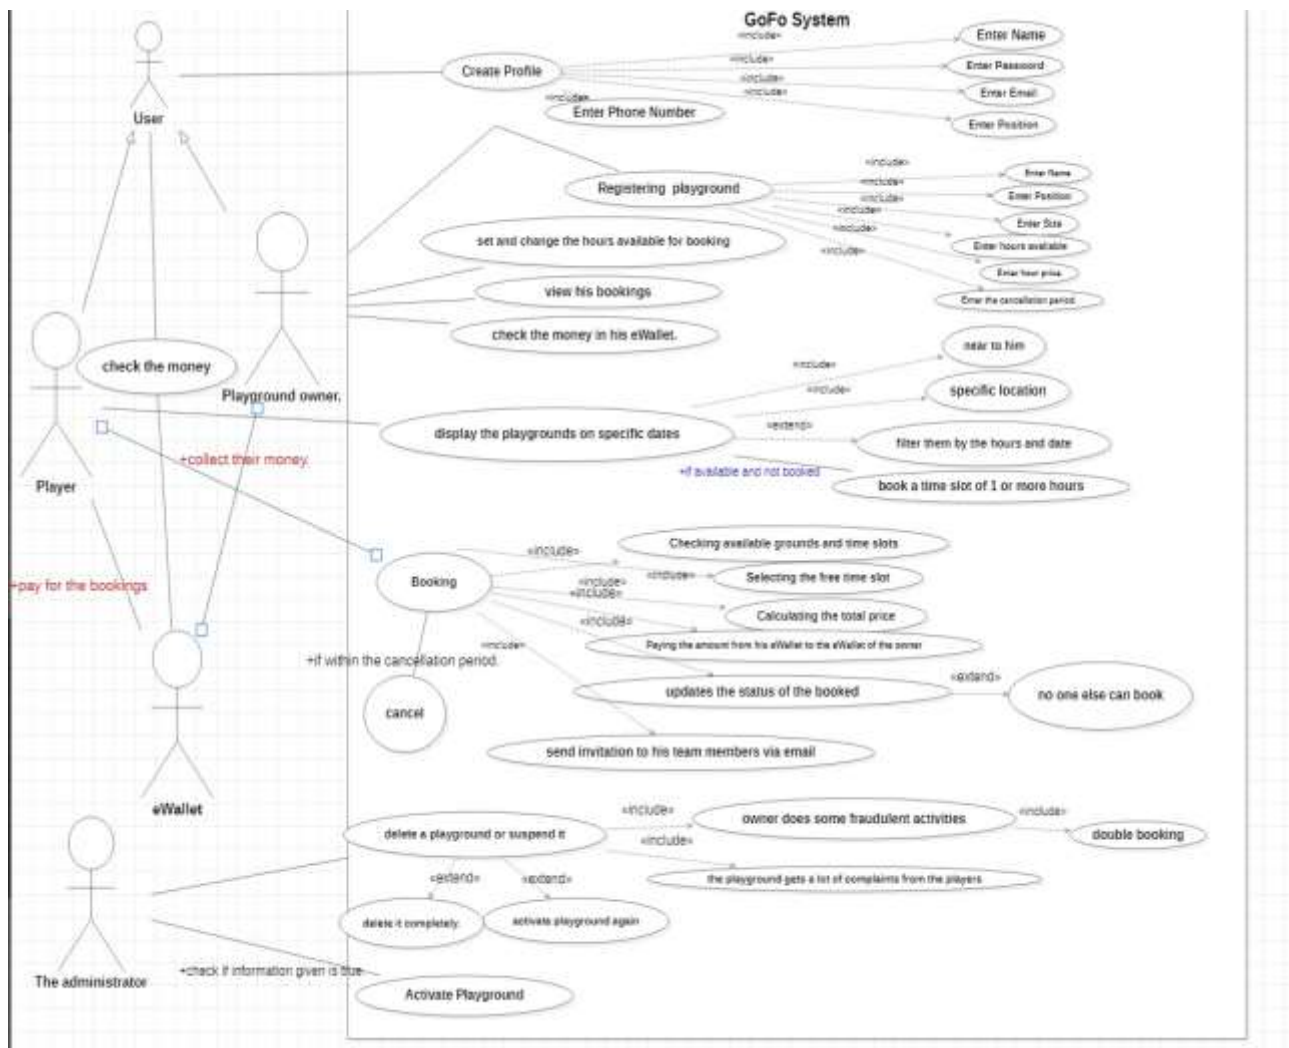 GoFo System
«include»
Enter Name
«include»
Enter Password
Create Profile
«include»
Enter Email
«include»
«include»
Enter Phone Number
Enter Position
User
«include»
Enter Name
Registering playground
«include»
Enter Position
«include»
«include»
Enter Size
«include»
Enter hours available
«include»
Enter hour price
Enter the cancellation period
set and change the hours available for booking
view his bookings
check the money in his eWallet.
check the money
Playground owner.
near to him
«include»
specific location
«include»
display the playgrounds on specific dates
«extend»
filter them by the hours and date
+if available and not booked
book a time slot of 1 or more hours
+collect their money.
Player
+pay for the bookings
Booking
«include»
Checking available grounds and time slots
«include»
Selecting the free time slot
«include»
«include»
Calculating the total price
«include»
Paying the amount from his eWallet to the eWallet of the owner
«include»
+if within the cancellation period.
updates the status of the booked
«extend»
no one else can book
cancel
send invitation to his team members via email
eWallet
delete a playground or suspend it
«include»
owner does some fraudulent activities
«include»
double booking
«include»
the playground gets a lot of complaints from the players
«extend»
«extend»
delete it completely.
activate playground again
The administrator
+check if information given is true
Activate Playground